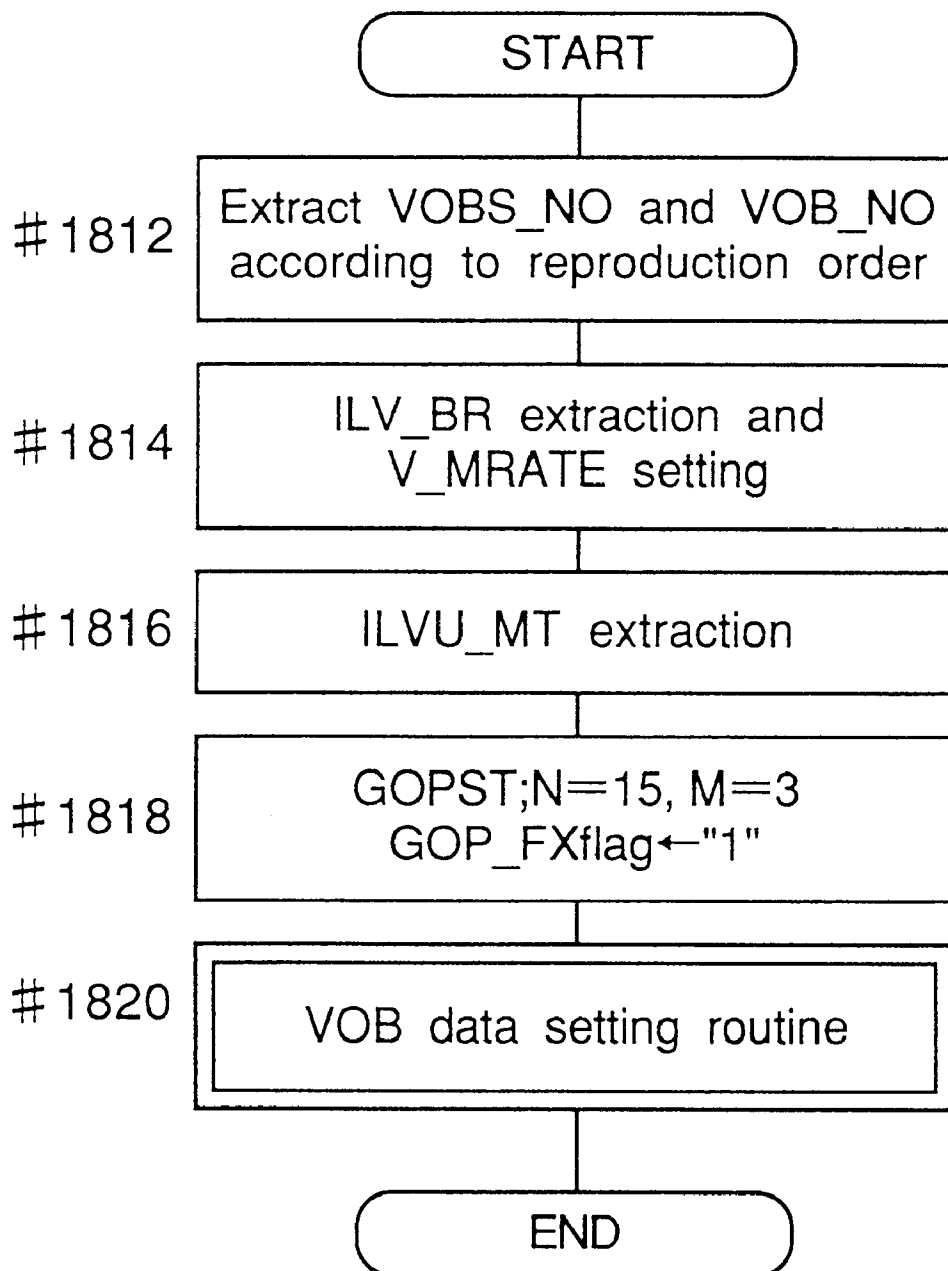 START
#1812
Extract VOBS_NO and VOB_NO
according to reproduction order
#1814
ILV_BR extraction and
V_MRATE setting
#1816
ILVU_MT extraction
#1818
GOPST;N=15, M=3
GOP_FXflag←"1"
#1820
VOB data setting routine
END